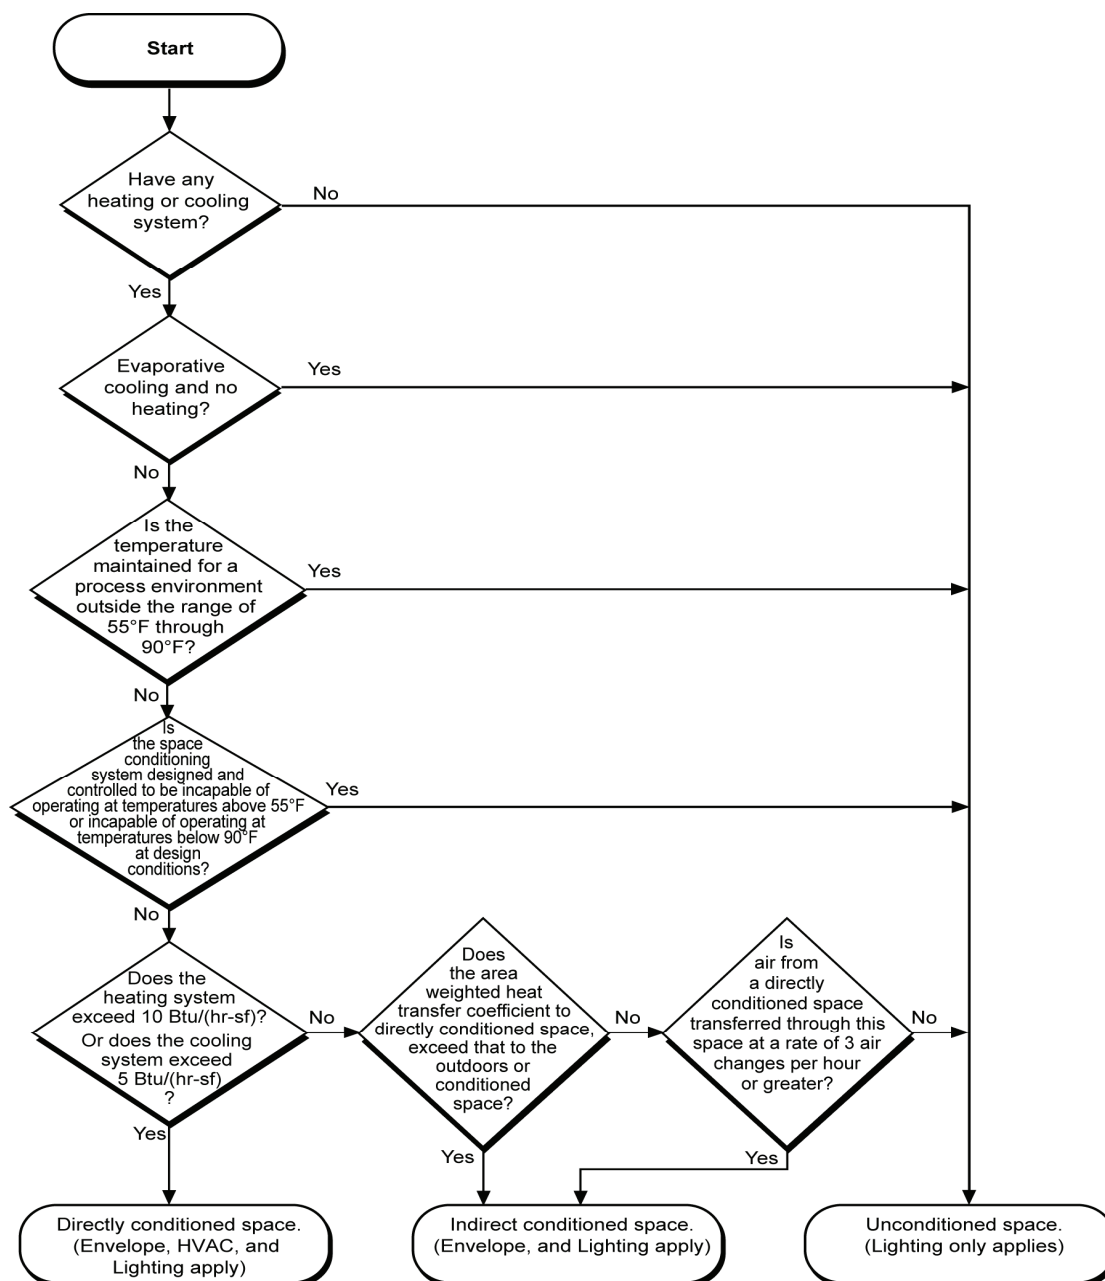 Start
Have any
heating or cooling
system?
No
Yes
Evaporative
cooling and no
heating?
Yes
No
Is the
temperature
maintained for a
process environment
outside the range of
55°F through
90°F?
Yes
No
Is
the space
conditioning
system designed and
controlled to be incapable of
operating at temperatures above 55°F
or incapable of operating at
temperatures below 90°F
at design
conditions?
Yes
No
Does the
heating system
exceed 10 Btu/(hr-sf)?
Or does the cooling
system exceed
5 Btu/(hr-sf)
?
No
Yes
Does
the area
weighted heat
transfer coefficient to
directly conditioned space,
exceed that to the
outdoors or
conditioned
space?
No
Yes
Is
air from
a directly
conditioned space
transferred through this
space at a rate of 3 air
changes per hour
or greater?
No
Yes
Directly conditioned space.
(Envelope, HVAC, and
Lighting apply)
Indirect conditioned space.
(Envelope, and Lighting apply)
Unconditioned space.
(Lighting only applies)